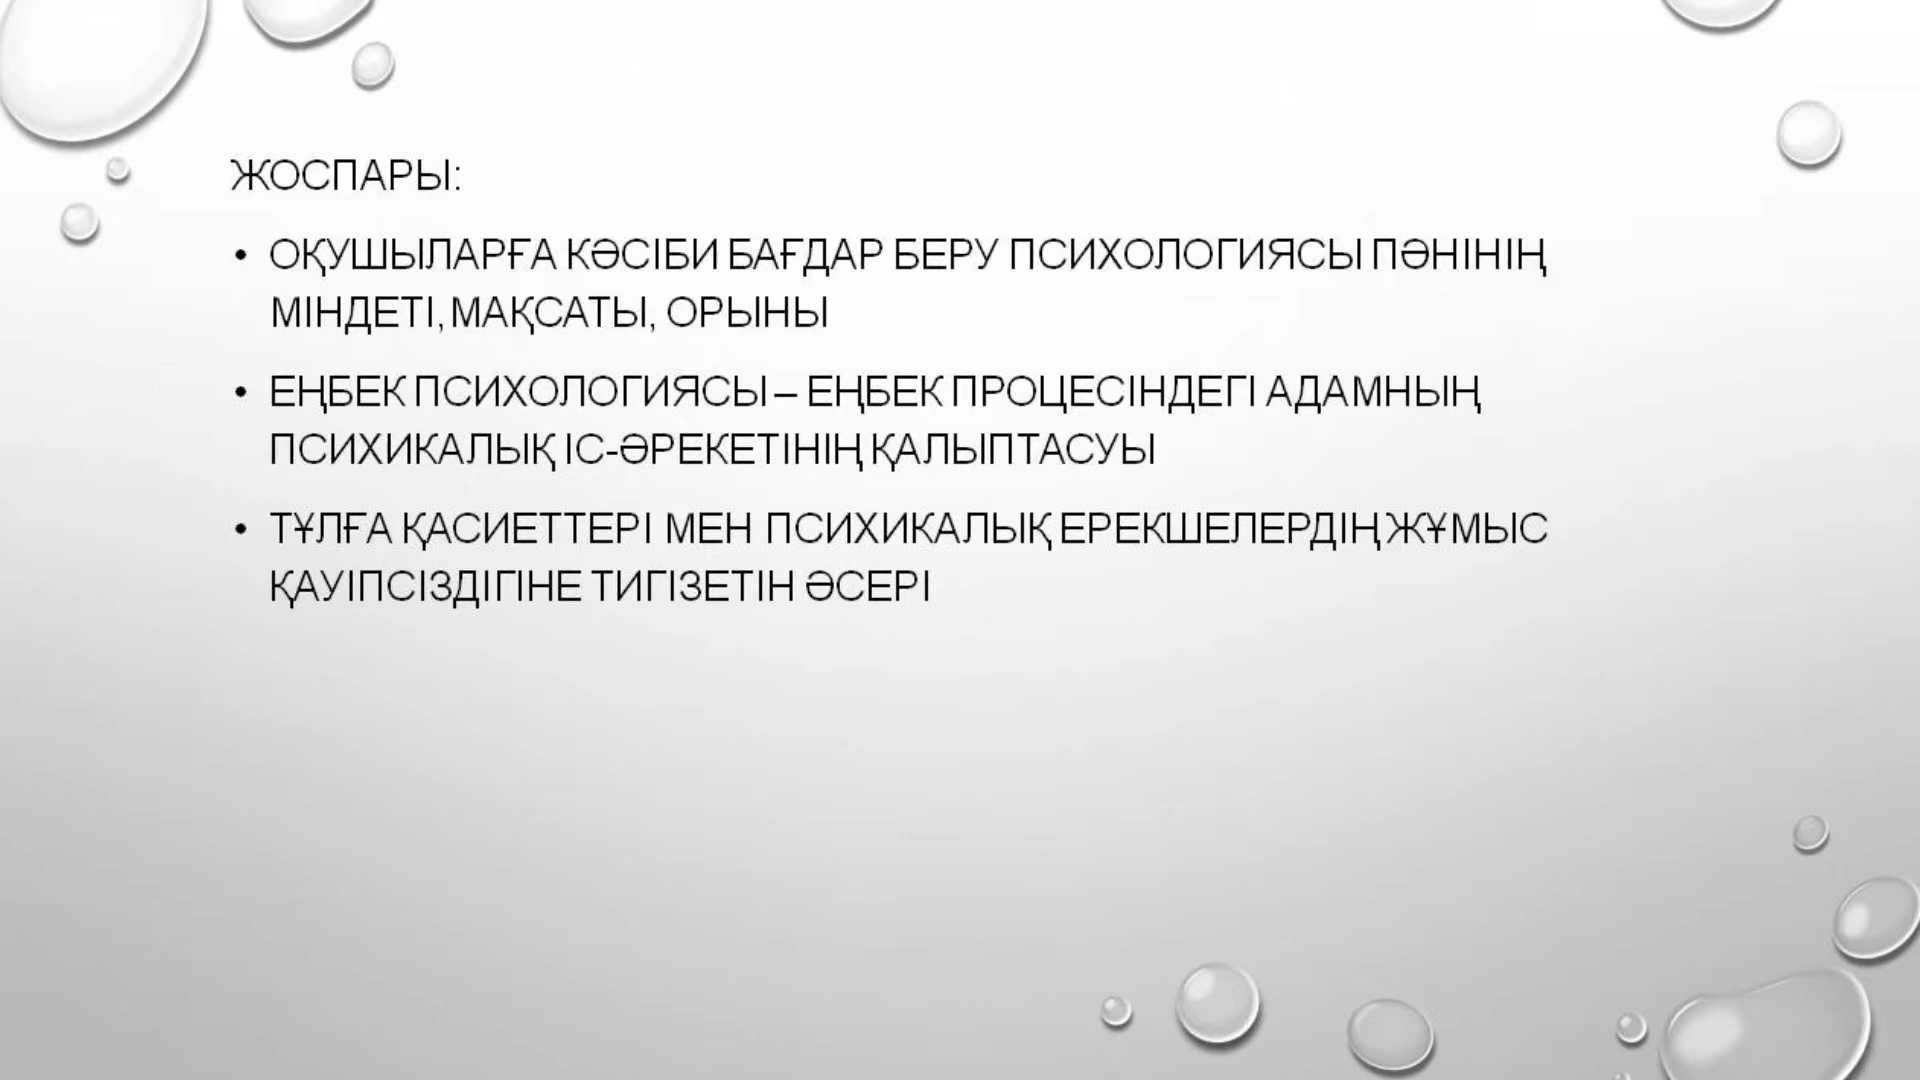 ЖОСПАРЫ:
• ОҚУШЫЛАРҒА КӘСІБИ БАҒДАР БЕРУ ПСИХОЛОГИЯСЫ ПӘНІНІҢ
МІНДЕТІ, МАҚСАТЫ, ОРЫНЫ
• ЕҢБЕК ПСИХОЛОГИЯСЫ – ЕҢБЕК ПРОЦЕСІНДЕГІ АДАМНЫҢ
ПСИХИКАЛЫҚ ІС-ӘРЕКЕТІНІҢ ҚАЛЫПТАСУЫ
• ТҰЛҒА ҚАСИЕТТЕРІ МЕН ПСИХИКАЛЫҚ ЕРЕКШЕЛЕРДІҢ ЖҰМЫС
ҚАУІПСІЗДІГІНЕ ТИГІЗЕТІН ӘСЕРІ